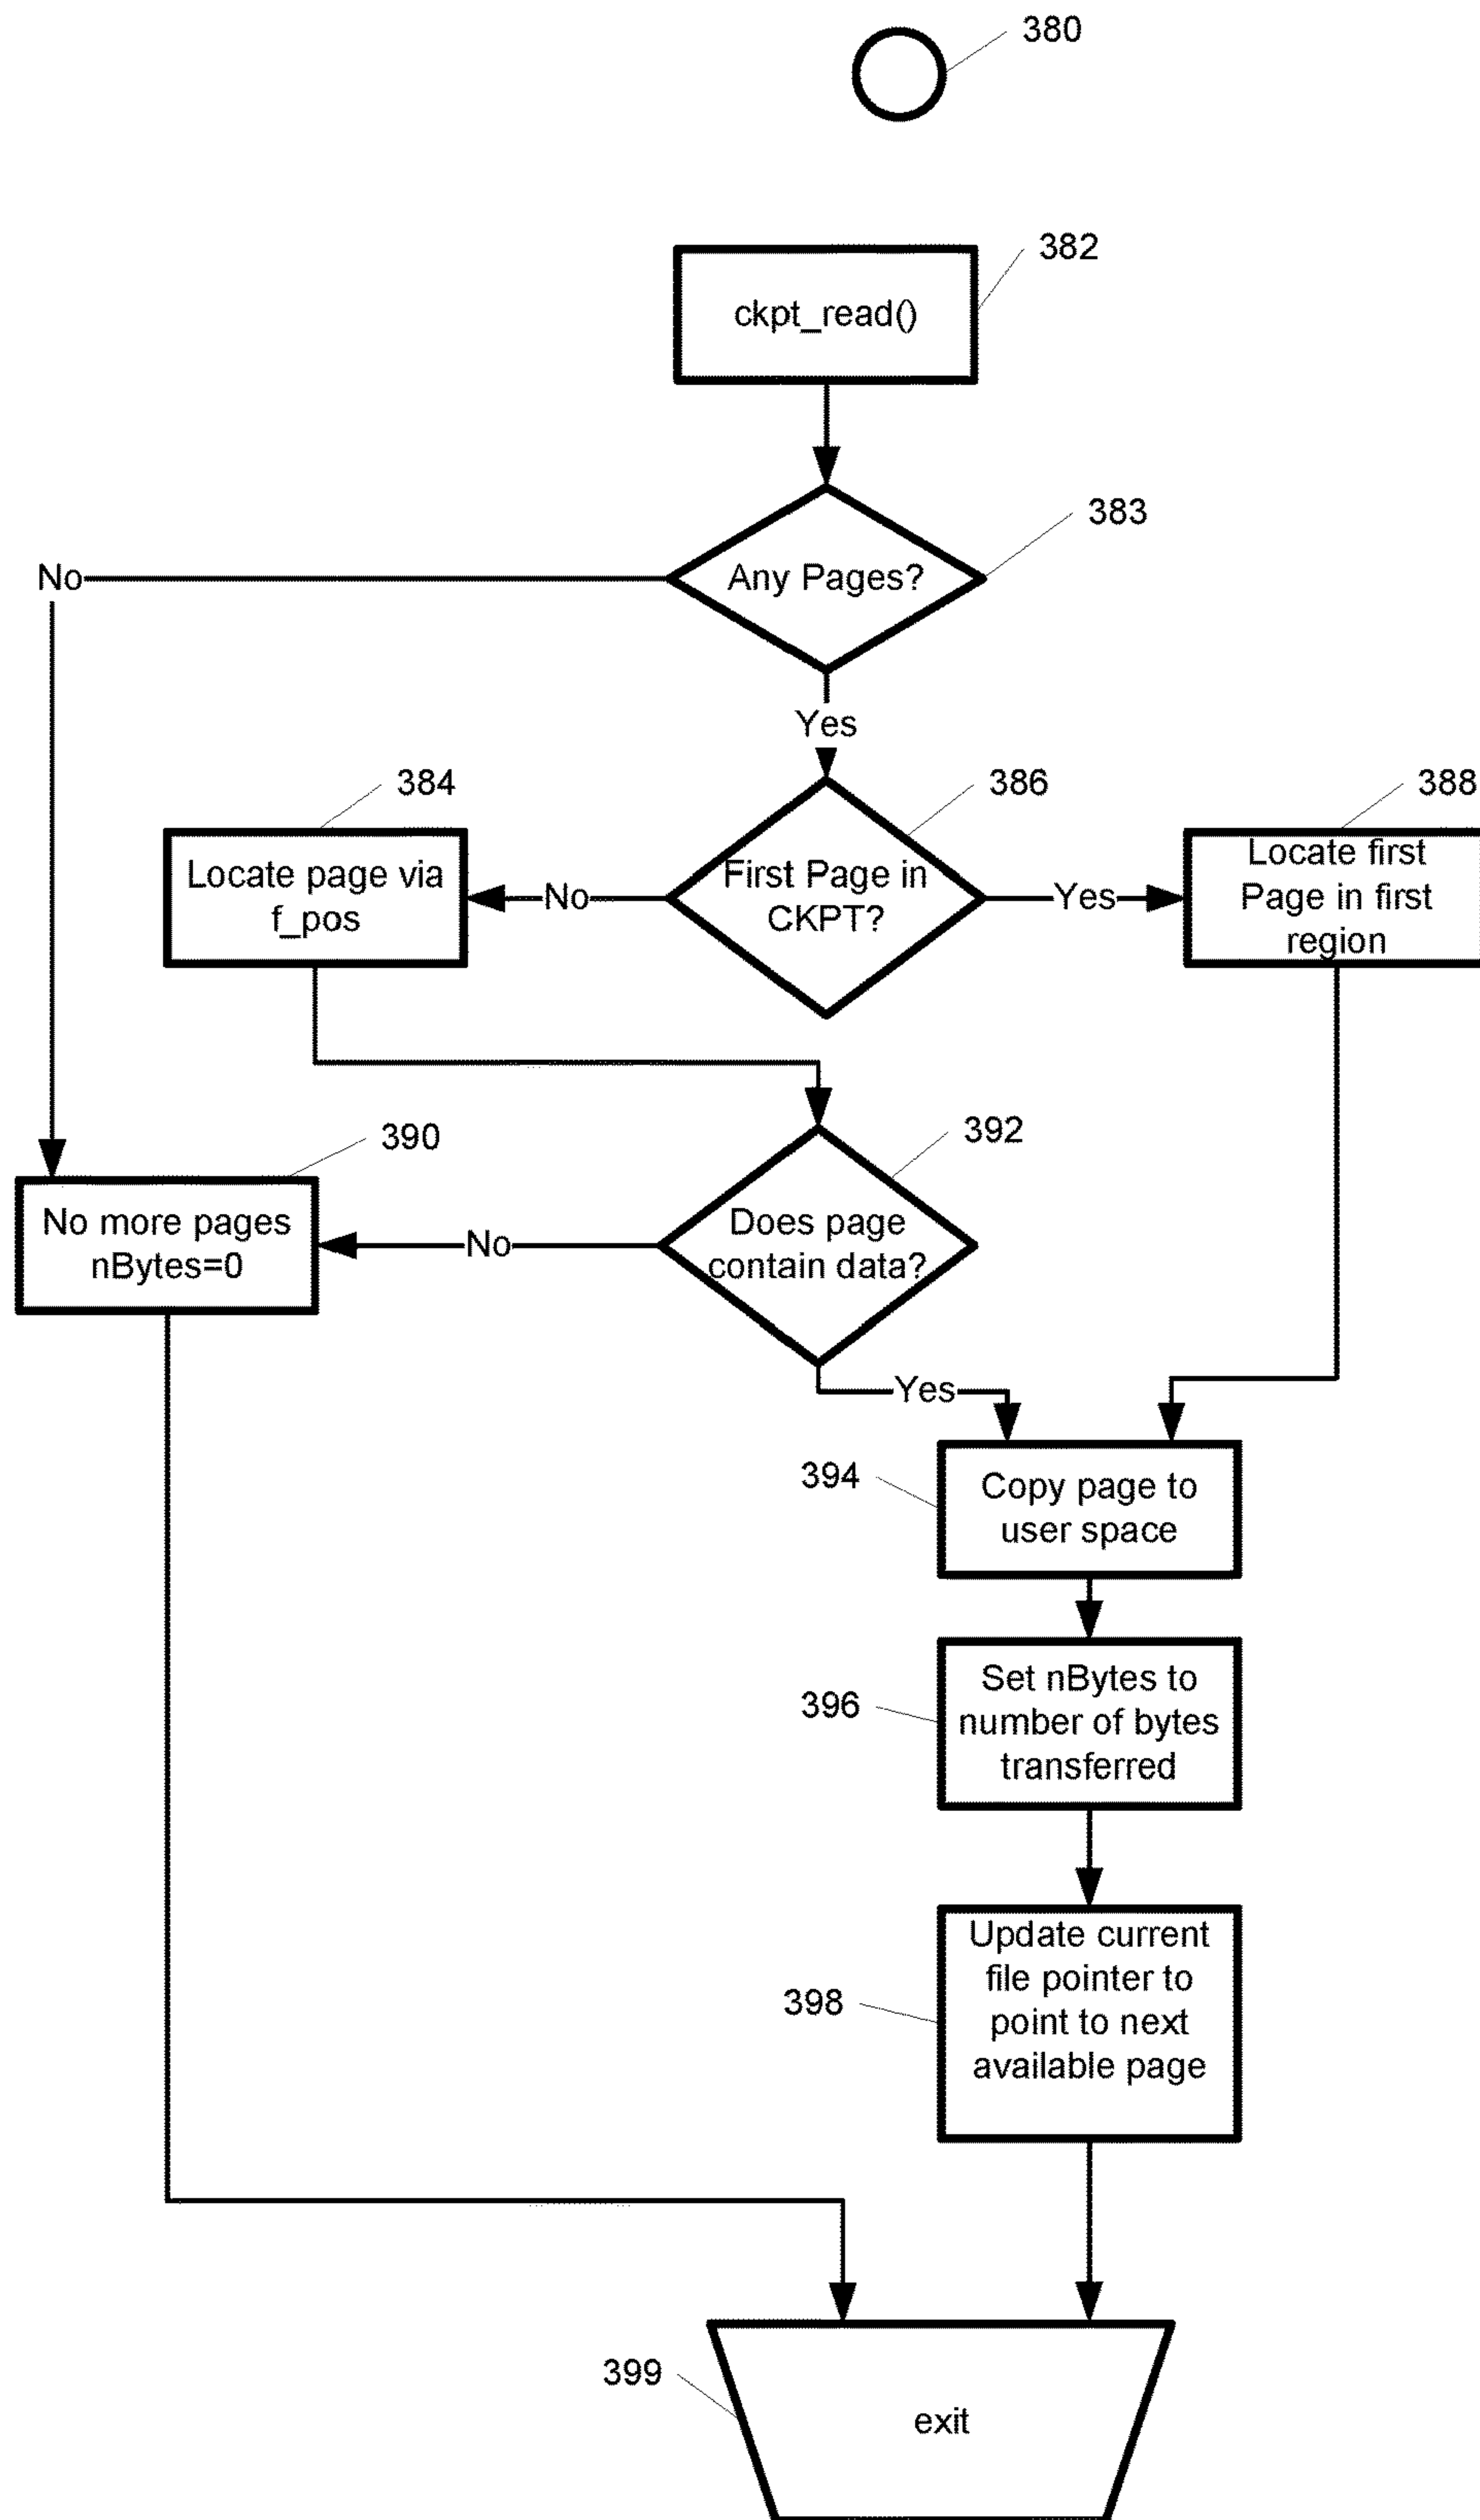 380
382
ckpt_read()
383
Any Pages?
No
Yes
384
386
388
Locate page via
f_pos
No
First Page in
CKPT?
Yes
Locate first
Page in first
region
390
392
No more pages
nBytes=0
No
Does page
contain data?
Yes
394
Copy page to
user space
396
Set nBytes to
number of bytes
transferred
398
Update current
file pointer to
point to next
available page
399
exit